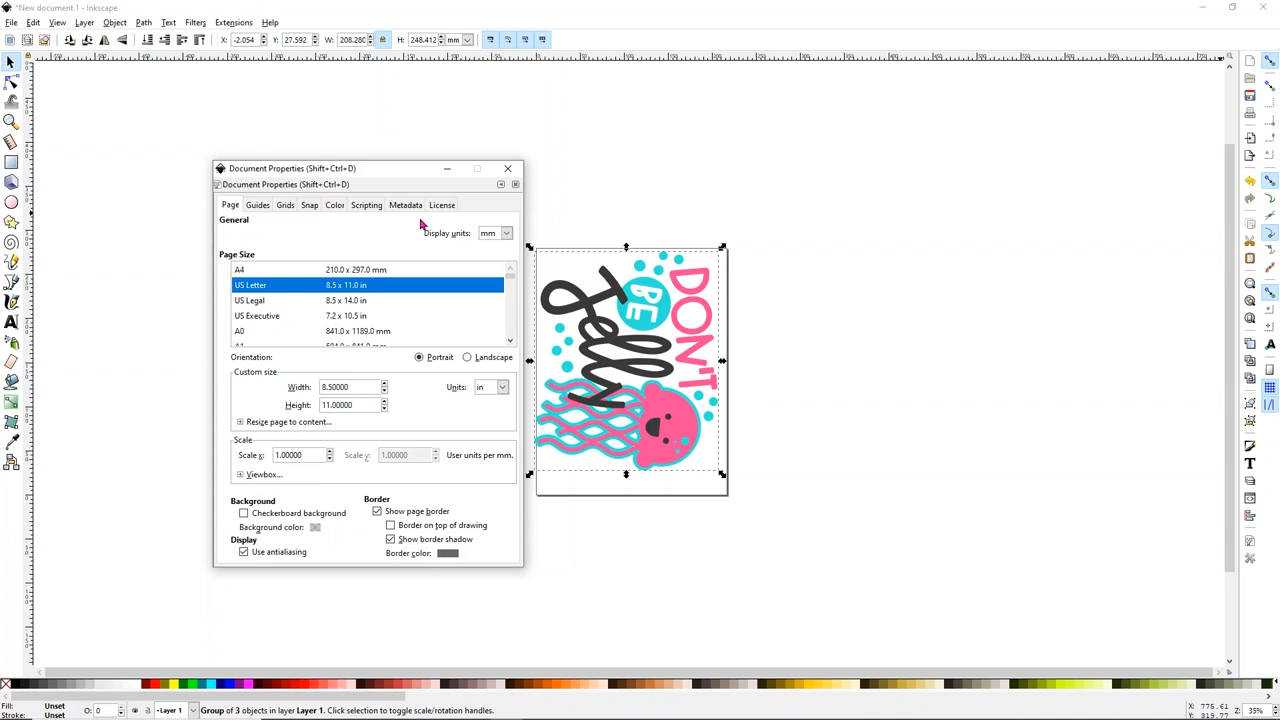 *New document 1 - Inkscape
File Edit View Layer Object Path Text Filters Extensions Help
X: -2.054 Y: 27.592 W: 208.280 H: 248.412 mm
Document Properties (Shift+Ctrl+D)
Document Properties (Shift+Ctrl+D)
Page Guides Grids Snap Color Scripting Metadata License
General
Display units: mm
Page Size
A4 210.0 x 297.0 mm
US Letter 8.5 x 11.0 in
US Legal 8.5 x 14.0 in
US Executive 7.2 x 10.5 in
A0 841.0 x 1189.0 mm
A1 594.0 x 841.0 mm
Orientation: Portrait Landscape
Custom size
Width: 8.50000 Units: in
Height: 11.00000
Resize page to content...
Scale
Scale x: 1.00000 Scale y: 1.00000 User units per mm.
Viewbox...
Background
Checkerboard background
Background color:
Display
Use antialiasing
Border
Show page border
Border on top of drawing
Show border shadow
Border color:
DON'T
BE
Jelly
Fill: Unset
Stroke: Unset
O: 0
Layer 1
Group of 3 objects in layer Layer 1. Click selection to toggle scale/rotation handles.
X: 775.61
Y: 319.77
Z: 35%